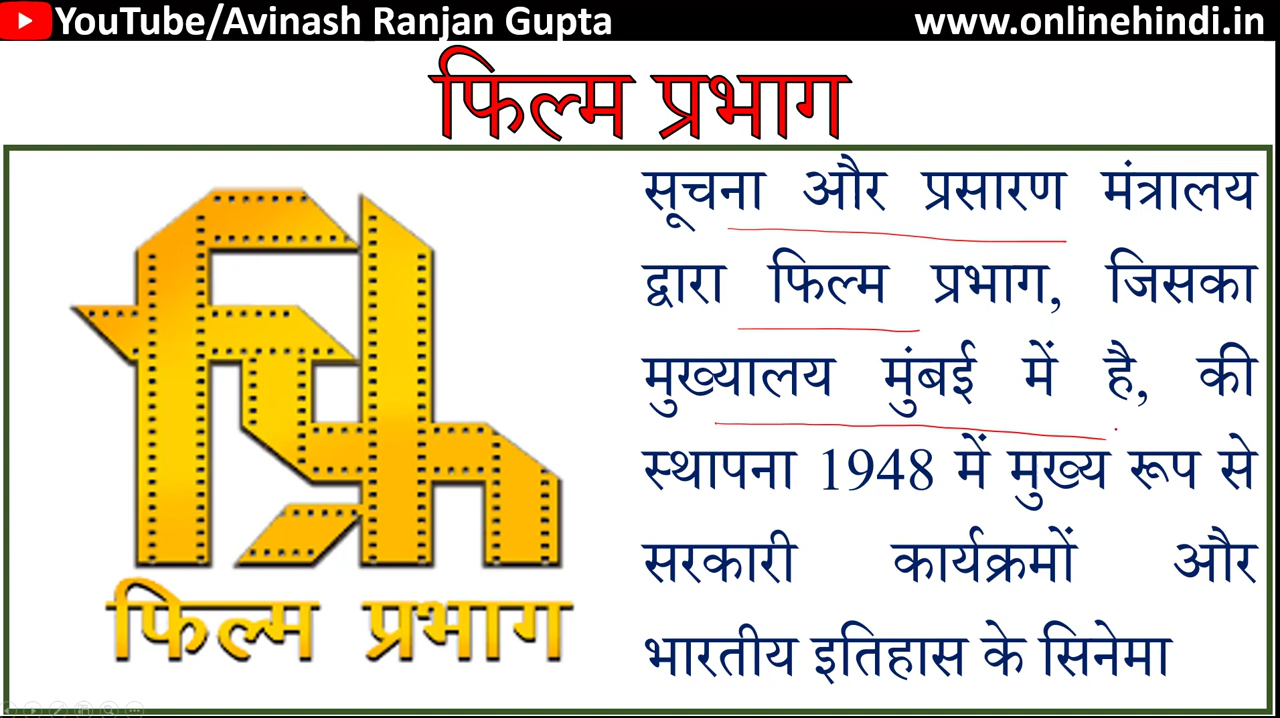 YouTube/Avinash Ranjan Gupta
www.onlinehindi.in
फिल्म प्रभाग
सूचना और प्रसारण मंत्रालय
द्वारा फिल्म प्रभाग, जिसका
मुख्यालय मुंबई में है, की
स्थापना 1948 में मुख्य रूप से
सरकारी कार्यक्रमों और
भारतीय इतिहास के सिनेमा
फिल्म प्रभाग